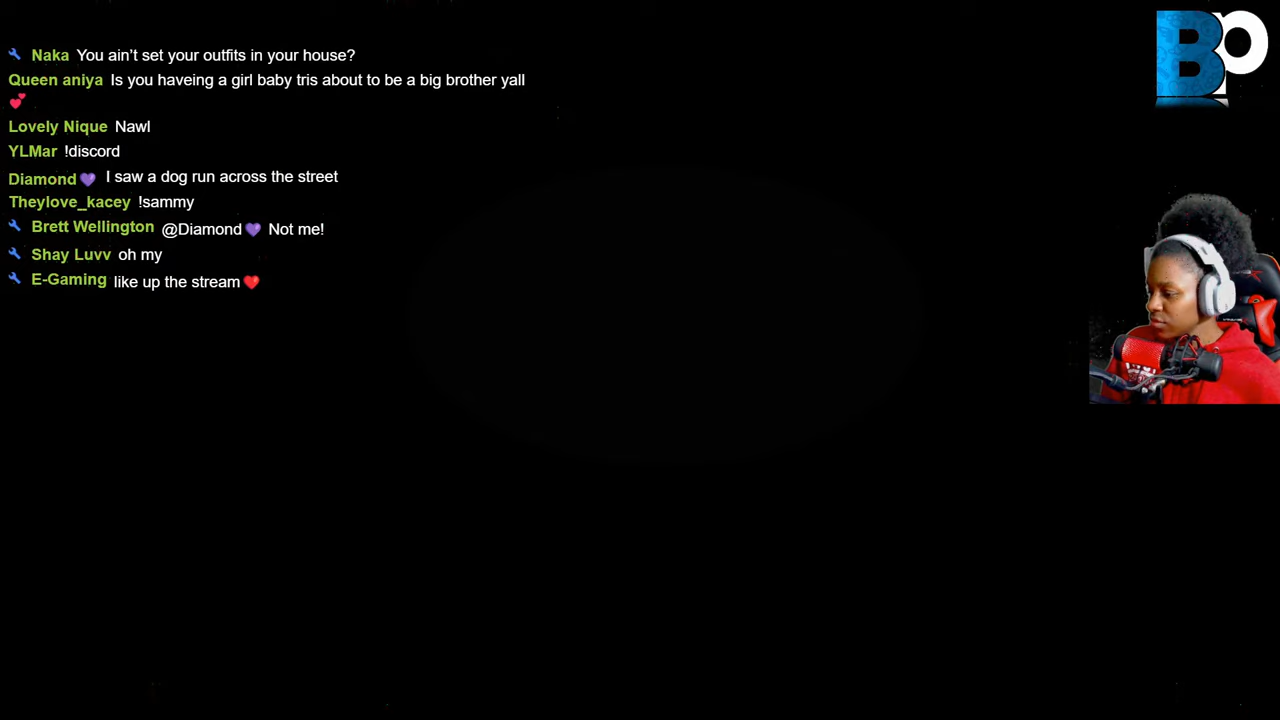 Naka You ain't set your outfits in your house?
Queen aniya Is you haveing a girl baby tris about to be a big brother yall
💕
Lovely Nique Nawl
YLMar !discord
Diamond💜 I saw a dog run across the street
Theylove_kacey !sammy
Brett Wellington @Diamond💜 Not me!
Shay Luvv oh my
E-Gaming like up the stream❤️
BP